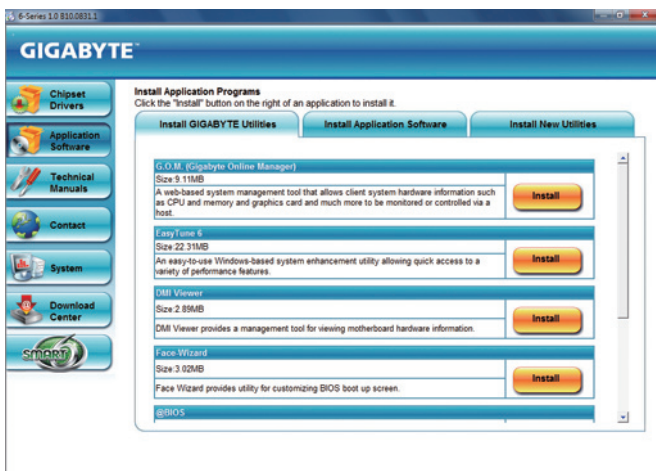 6-Series 1.0 B10.0831.1
GIGABYTE™
Chipset
Drivers
Application
Software
Technical
Manuals
Contact
System
Download
Center
SMART
Install Application Programs
Click the "Install" button on the right of an application to install it.
Install GIGABYTE Utilities
Install Application Software
Install New Utilities
G.O.M. (Gigabyte Online Manager)
Size:9.11MB
A web-based system management tool that allows client system hardware information such
as CPU and memory and graphics card and much more to be monitored or controlled via a
host.
Install
EasyTune 6
Size:22.31MB
An easy-to-use Windows-based system enhancement utility allowing quick access to a
variety of performance features.
Install
DMI Viewer
Size:2.89MB
DMI Viewer provides a management tool for viewing motherboard hardware information.
Install
Face-Wizard
Size:3.02MB
Face Wizard provides utility for customizing BIOS boot up screen.
Install
@BIOS